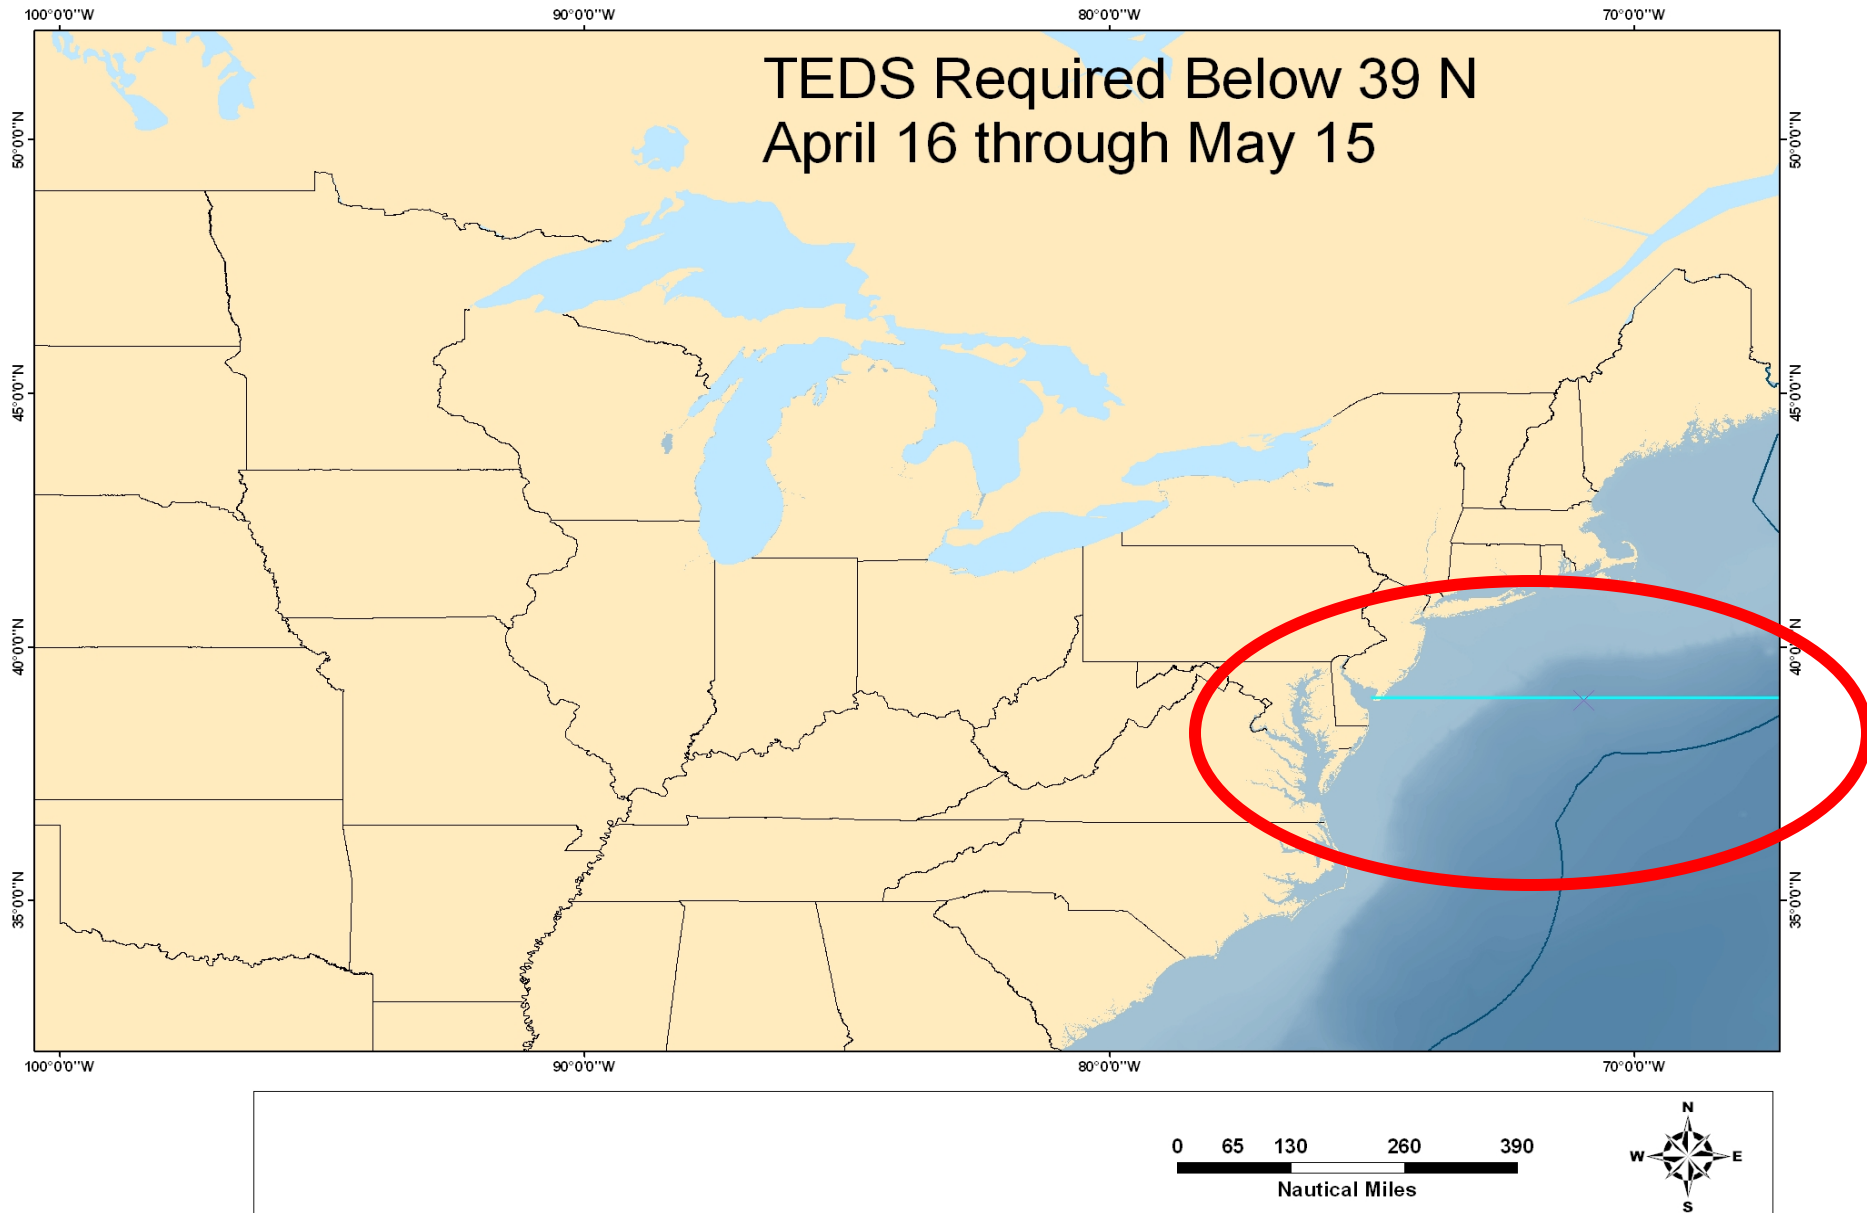 100°0'0"W 90°0'0"W 80°0'0"W 70°0'0"W
TEDS Required Below 39 N
April 16 through May 15
50°0'0"N 50°0'0"N
45°0'0"N 45°0'0"N
40°0'0"N 40°0'0"N
35°0'0"N 35°0'0"N
100°0'0"W 90°0'0"W 80°0'0"W 70°0'0"W
0 65 130 260 390
Nautical Miles
N
W E
S